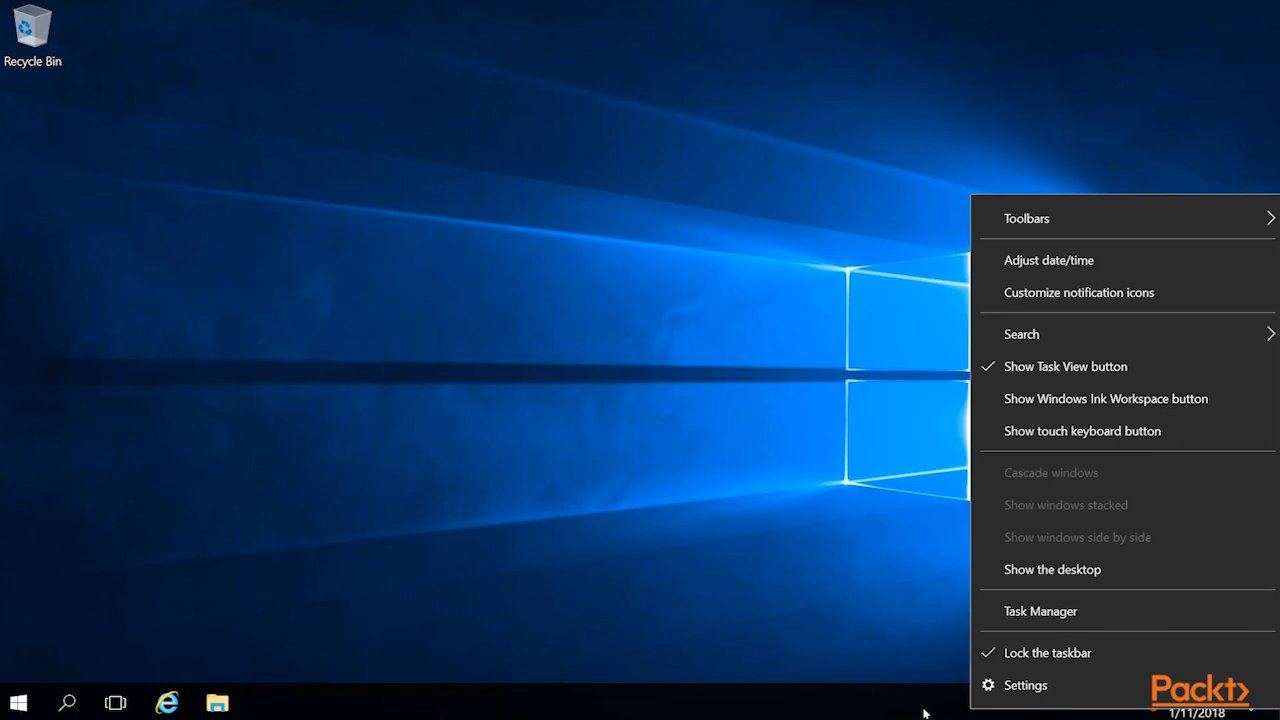 Recycle Bin
Toolbars
Adjust date/time
Customize notification icons
Search
Show Task View button
Show Windows Ink Workspace button
Show touch keyboard button
Cascade windows
Show windows stacked
Show windows side by side
Show the desktop
Task Manager
Lock the taskbar
Settings
Packt
1/11/2018